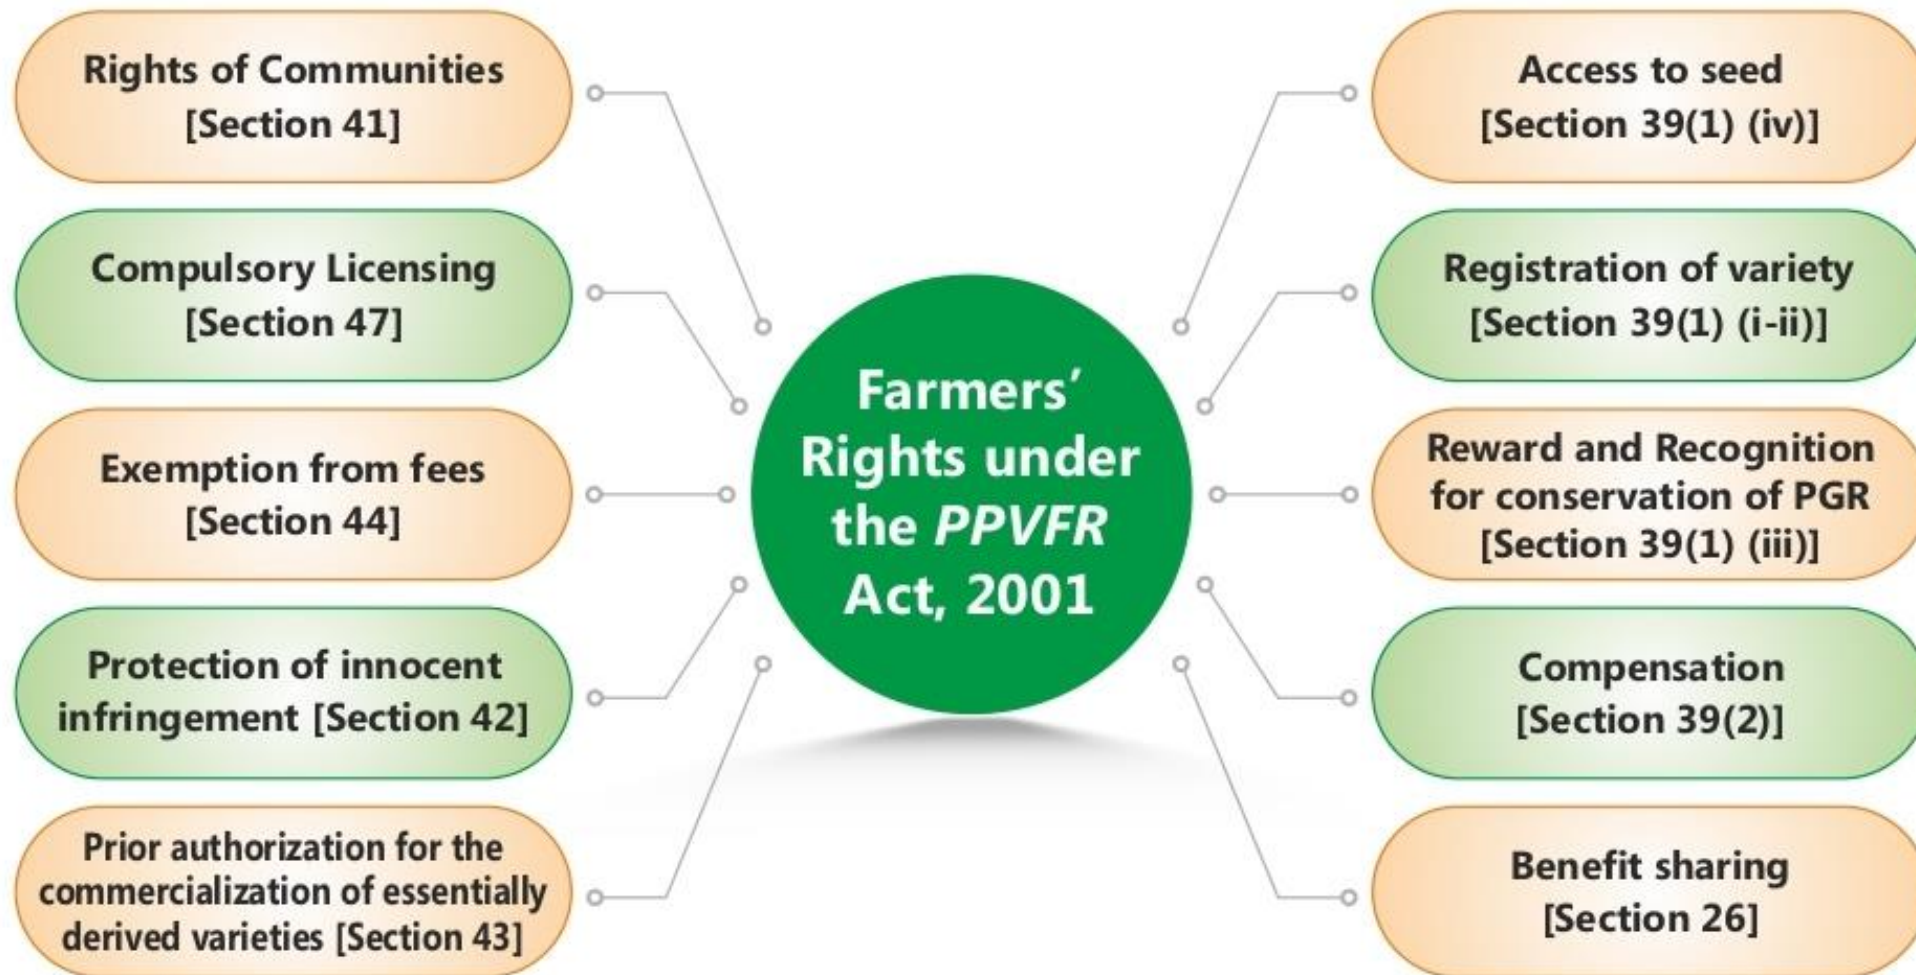 Rights of Communities
[Section 41]
Compulsory Licensing
[Section 47]
Exemption from fees
[Section 44]
Protection of innocent
infringement [Section 42]
Prior authorization for the
commercialization of essentially
derived varieties [Section 43]
Farmers’
Rights under
the PPVFR
Act, 2001
Access to seed
[Section 39(1) (iv)]
Registration of variety
[Section 39(1) (i-ii)]
Reward and Recognition
for conservation of PGR
[Section 39(1) (iii)]
Compensation
[Section 39(2)]
Benefit sharing
[Section 26]